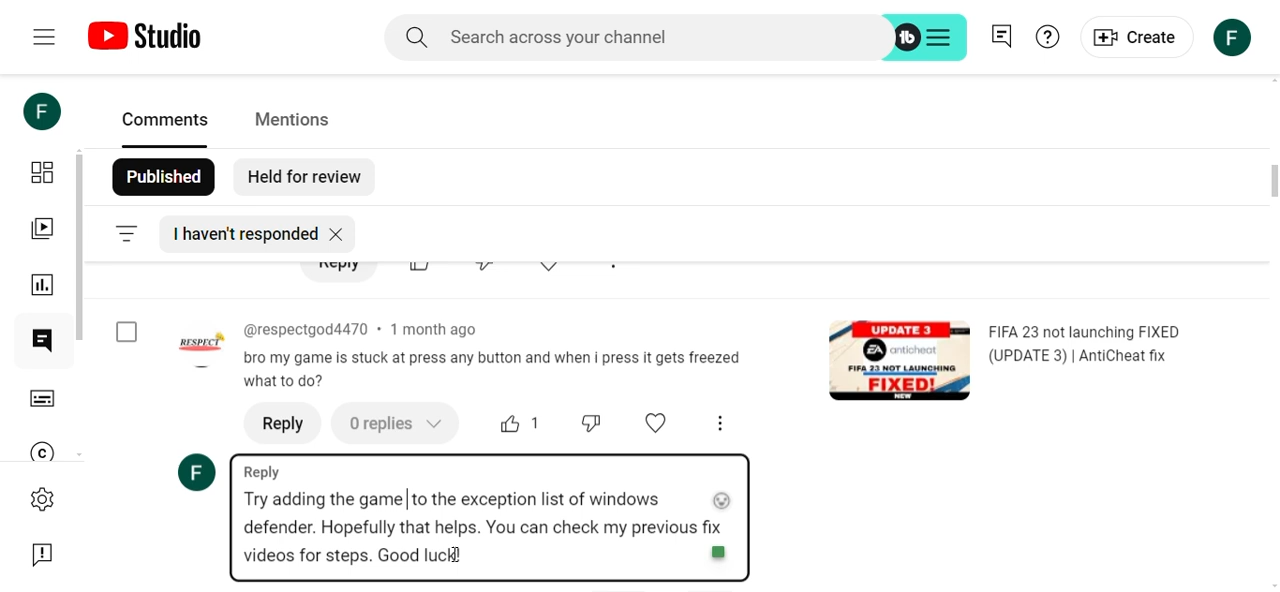 Studio
Search across your channel
Create
F
F
Comments
Mentions
Published
Held for review
I haven't responded
Reply
@respectgod4470 • 1 month ago
bro my game is stuck at press any button and when i press it gets freezed
what to do?
RESPECT
UPDATE 3
EA anticheat
FIFA 23 NOT LAUNCHING
FIXED!
NEW
FIFA 23 not launching FIXED
(UPDATE 3) | AntiCheat fix
Reply
0 replies
1
F
Reply
Try adding the game to the exception list of windows
defender. Hopefully that helps. You can check my previous fix
videos for steps. Good luck!